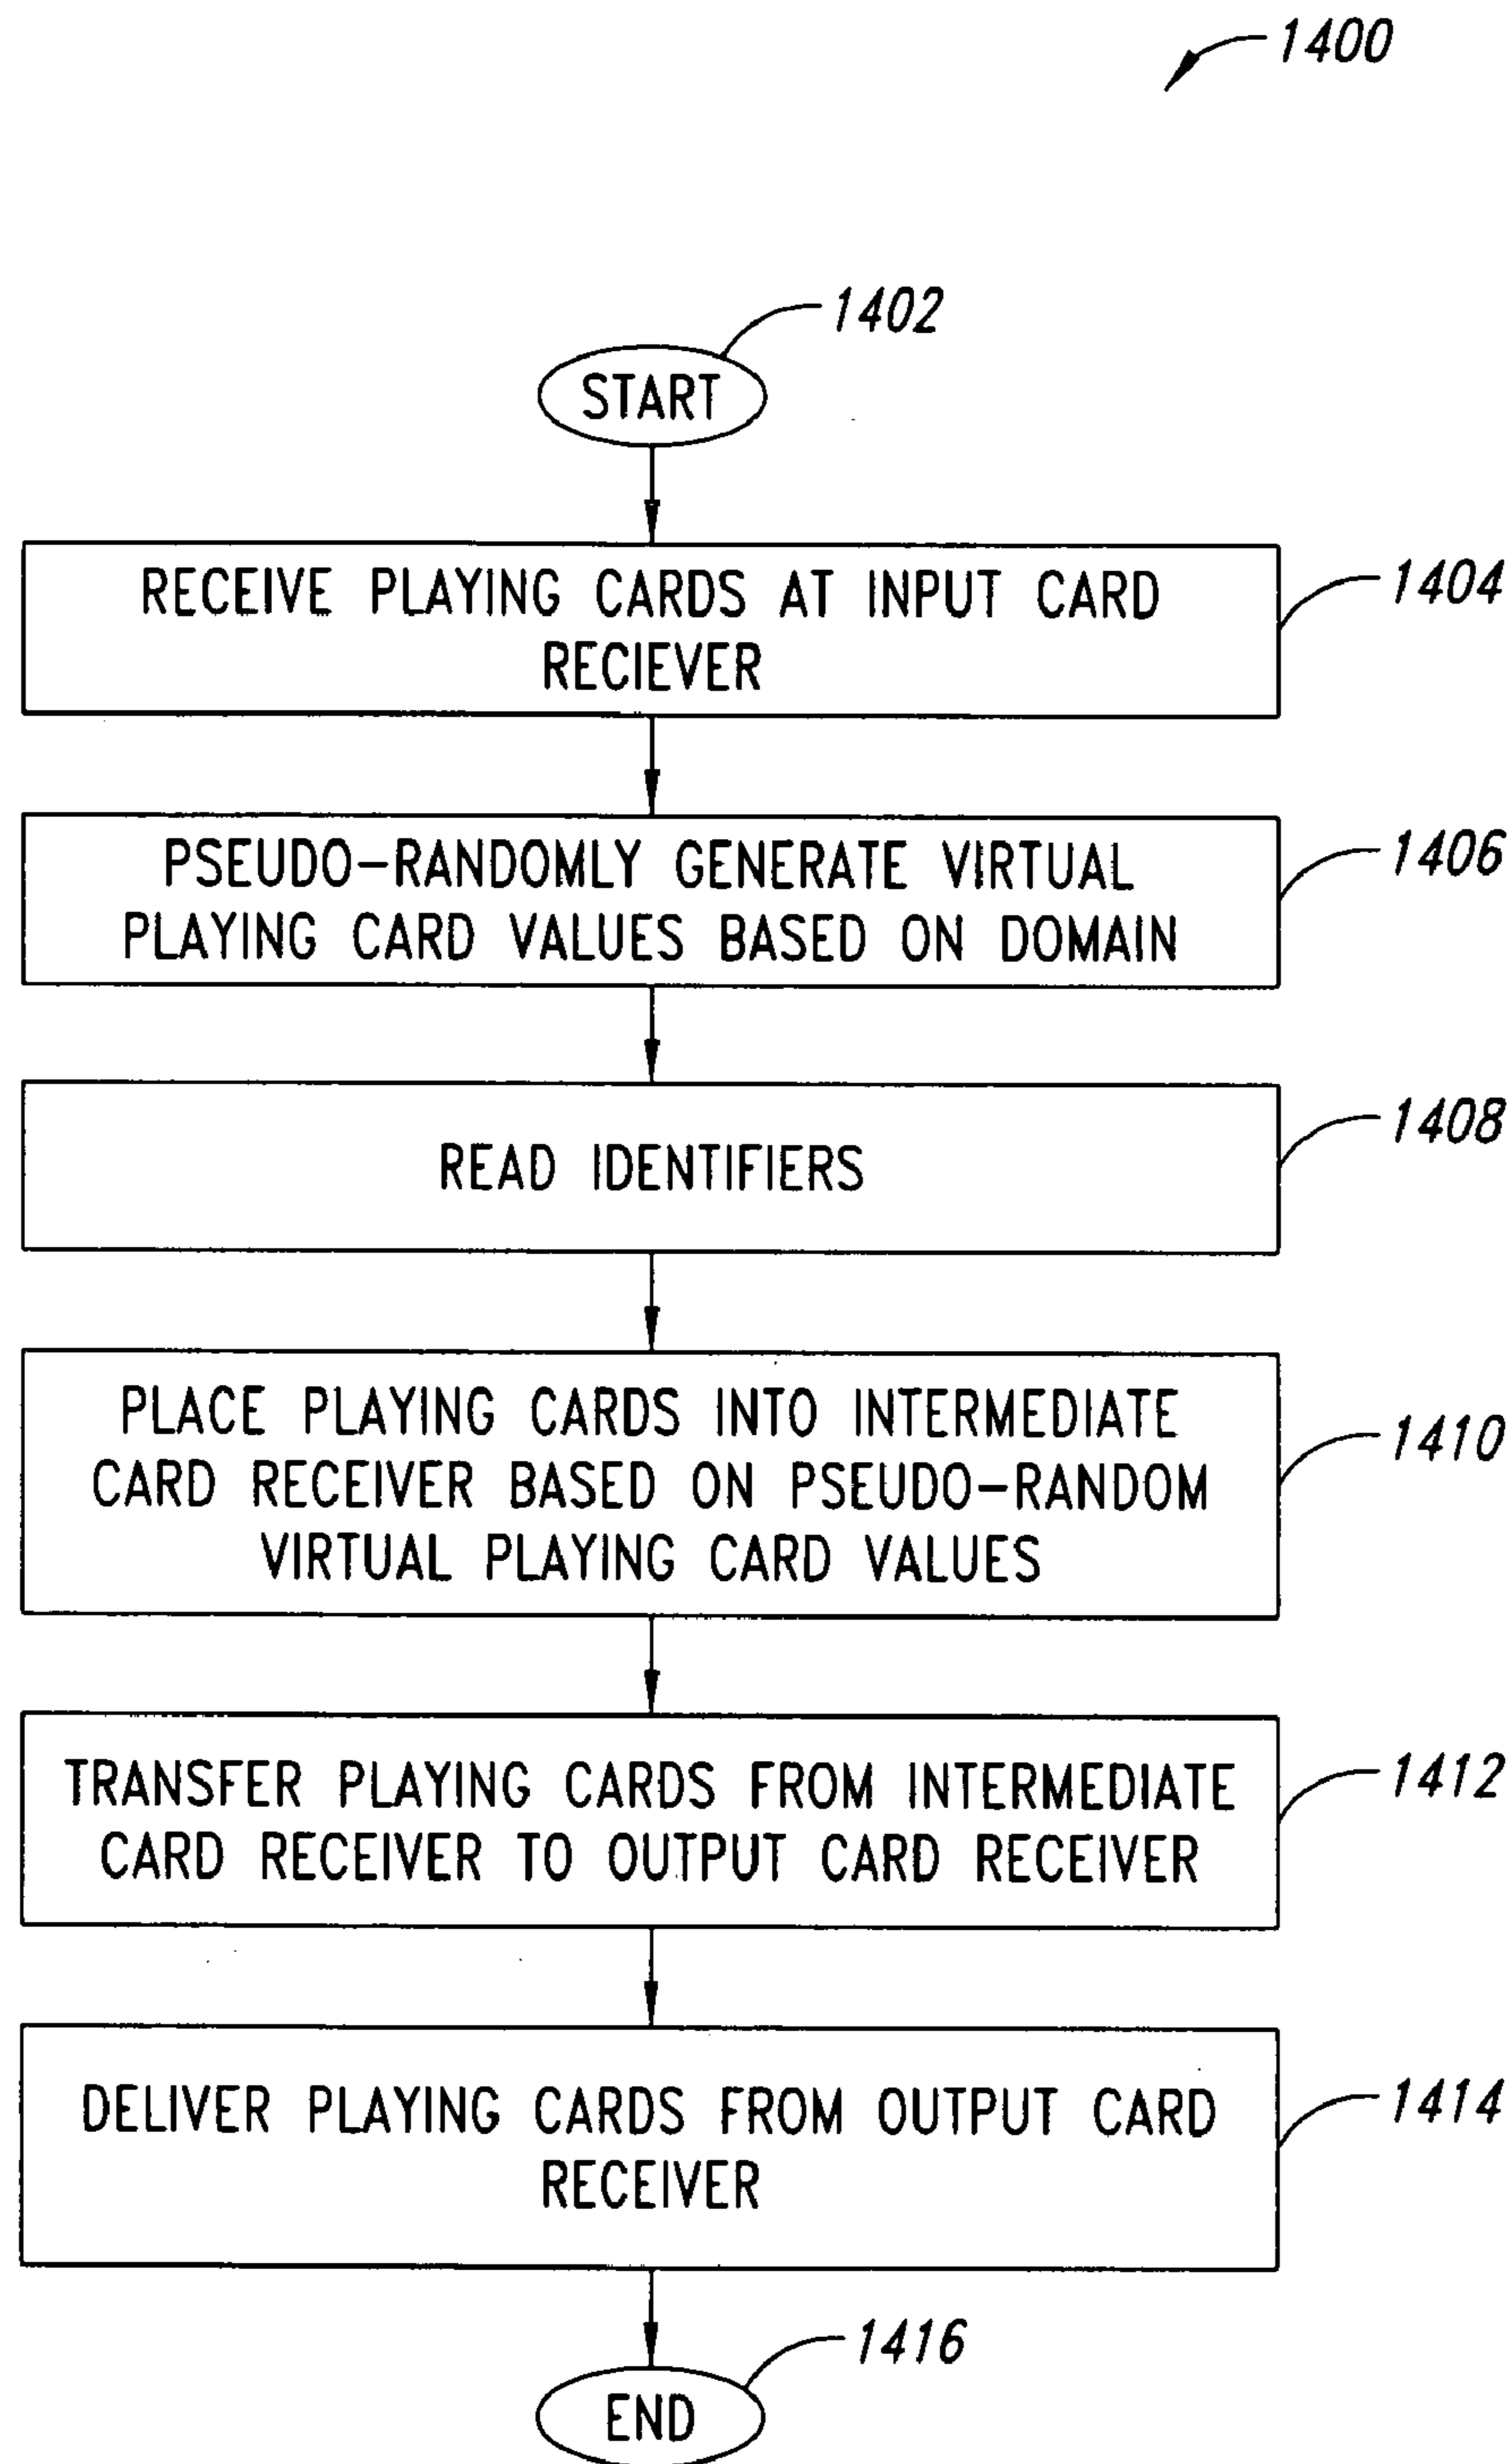 1400
1402
START
RECEIVE PLAYING CARDS AT INPUT CARD
RECIEVER
1404
PSEUDO-RANDOMLY GENERATE VIRTUAL
PLAYING CARD VALUES BASED ON DOMAIN
1406
READ IDENTIFIERS
1408
PLACE PLAYING CARDS INTO INTERMEDIATE
CARD RECEIVER BASED ON PSEUDO-RANDOM
VIRTUAL PLAYING CARD VALUES
1410
TRANSFER PLAYING CARDS FROM INTERMEDIATE
CARD RECEIVER TO OUTPUT CARD RECEIVER
1412
DELIVER PLAYING CARDS FROM OUTPUT CARD
RECEIVER
1414
1416
END